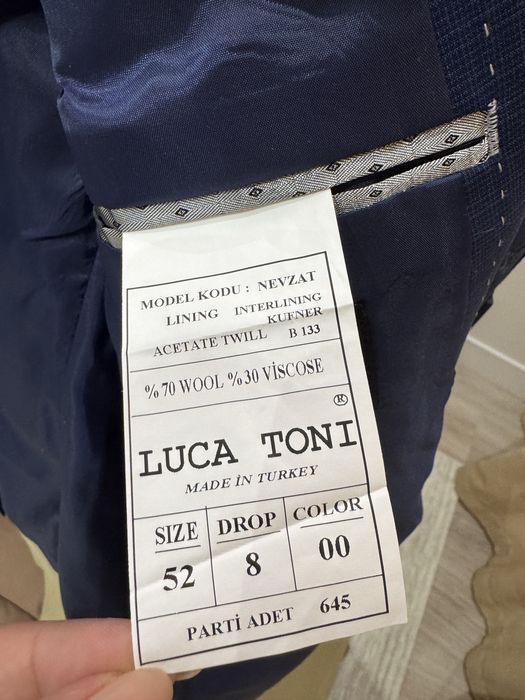 MODEL KODU : NEVZAT
LINING INTERLINING
KUFNER
ACETATE TWILL B 133
% 70 WOOL % 30 VİSCOSE
®
LUCA TONI
MADE İN TURKEY
SIZE DROP COLOR
52 8 00
PARTİ ADET 645